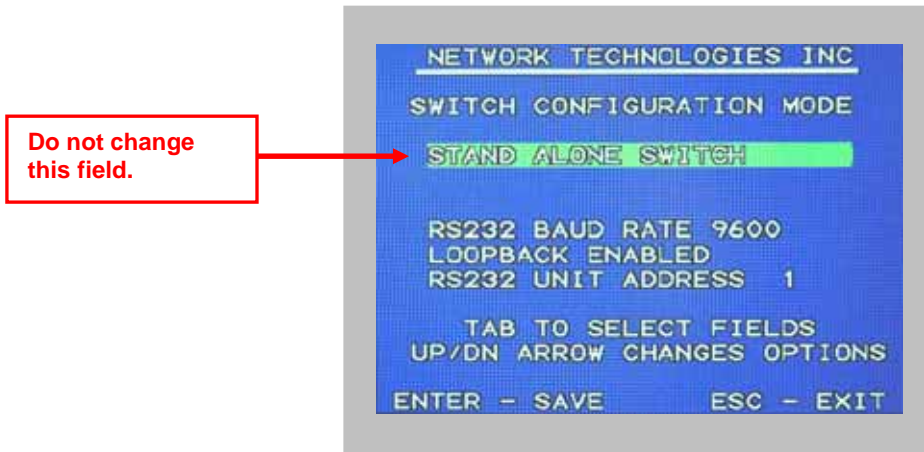 NETWORK TECHNOLOGIES INC
SWITCH CONFIGURATION MODE
Do not change
this field.
STAND ALONE SWITCH
RS232 BAUD RATE 9600
LOOPBACK ENABLED
RS232 UNIT ADDRESS 1
TAB TO SELECT FIELDS
UP/DN ARROW CHANGES OPTIONS
ENTER - SAVE ESC - EXIT